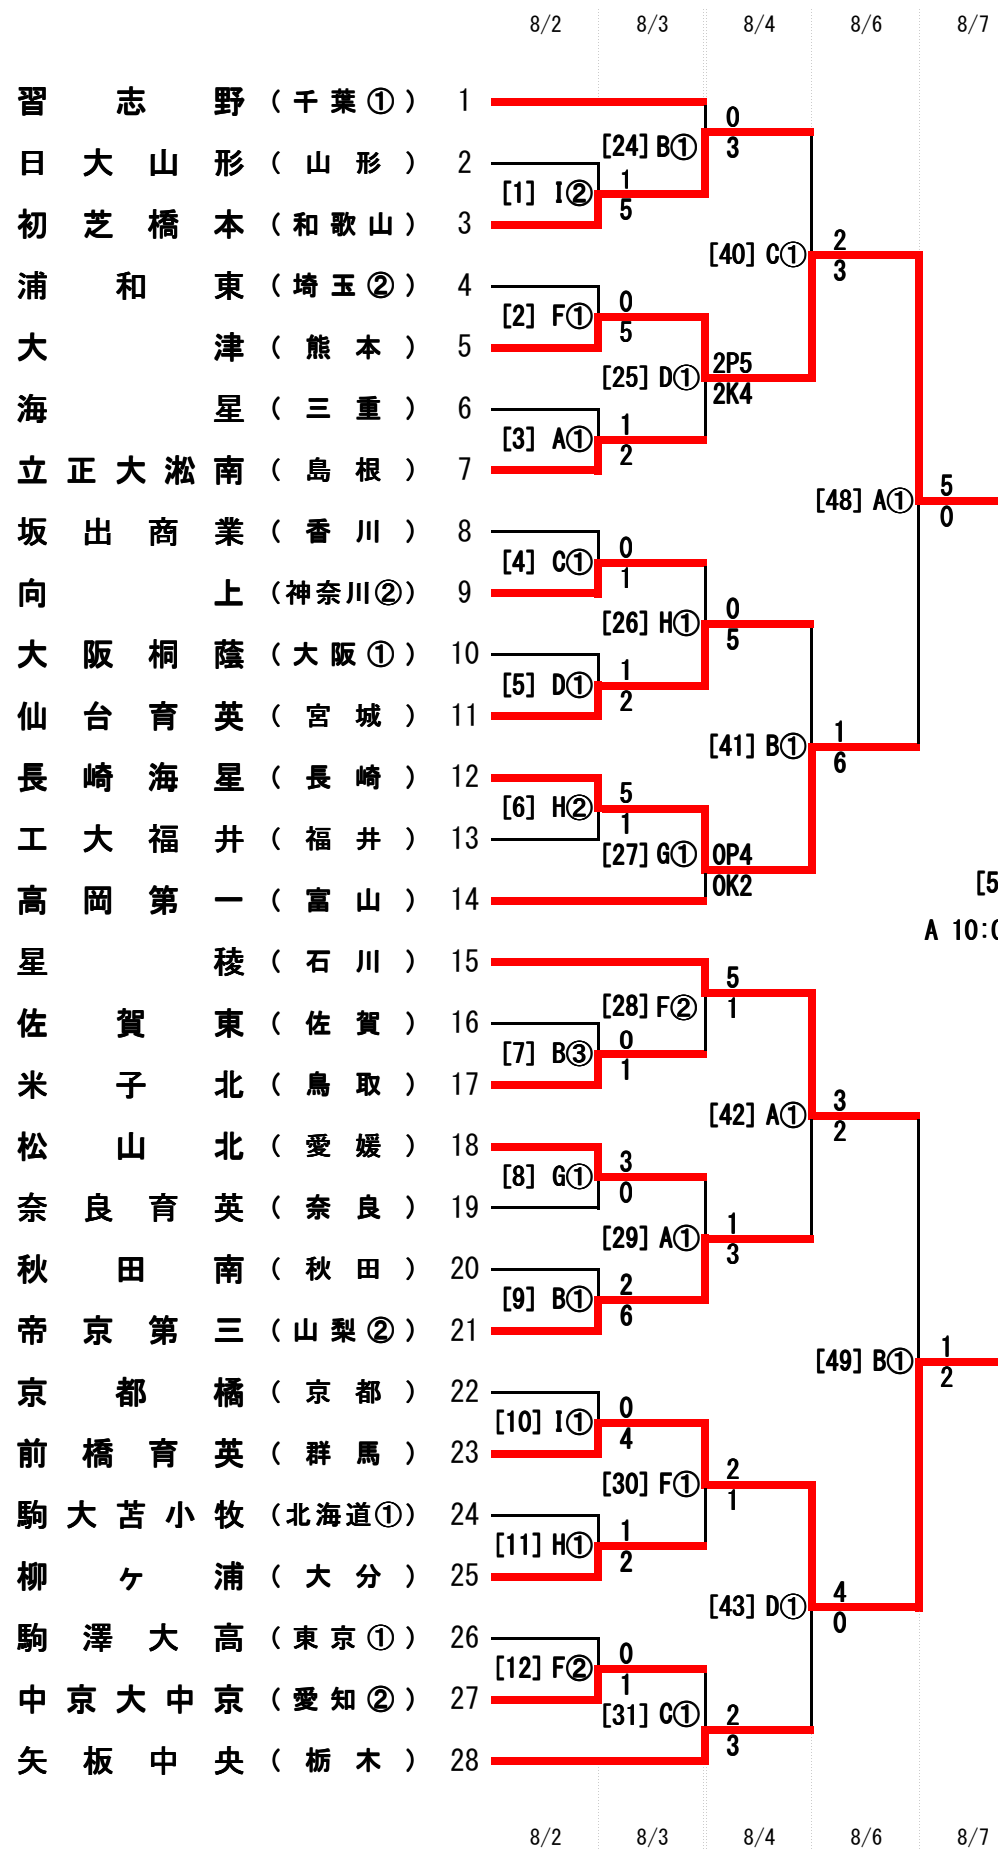 8/2 8/3 8/4 8/6 8/7
習志野 (千葉①) 1
0
[24] B① 3
日大山形 (山形) 2
[1] I② 1
5
初芝橋本 (和歌山) 3
[40] C① 2
3
浦和東 (埼玉②) 4
[2] F① 0
5
大津 (熊本) 5
[25] D① 2P5
2K4
海星 (三重) 6
[3] A① 1
2
立正大淞南 (島根) 7
[48] A① 5
0
坂出商業 (香川) 8
[4] C① 0
1
向上 (神奈川②) 9
[26] H① 0
5
大阪桐蔭 (大阪①) 10
[5] D① 1
2
仙台育英 (宮城) 11
[41] B① 1
6
長崎海星 (長崎) 12
[6] H② 5
1
工大福井 (福井) 13
[27] G① 0P4
0K2
高岡第一 (富山) 14
[5
A 10:0
星稜 (石川) 15
5
[28] F② 1
佐賀東 (佐賀) 16
[7] B③ 0
1
米子北 (鳥取) 17
[42] A① 3
2
松山北 (愛媛) 18
[8] G① 3
0
奈良育英 (奈良) 19
[29] A① 1
3
秋田南 (秋田) 20
[9] B① 2
6
帝京第三 (山梨②) 21
[49] B① 1
2
京都橘 (京都) 22
[10] I① 0
4
前橋育英 (群馬) 23
[30] F① 2
1
駒大苫小牧 (北海道①) 24
[11] H① 1
2
柳ヶ浦 (大分) 25
[43] D① 4
0
駒澤大高 (東京①) 26
[12] F② 0
1
中京大中京 (愛知②) 27
[31] C① 2
3
矢板中央 (栃木) 28
8/2 8/3 8/4 8/6 8/7